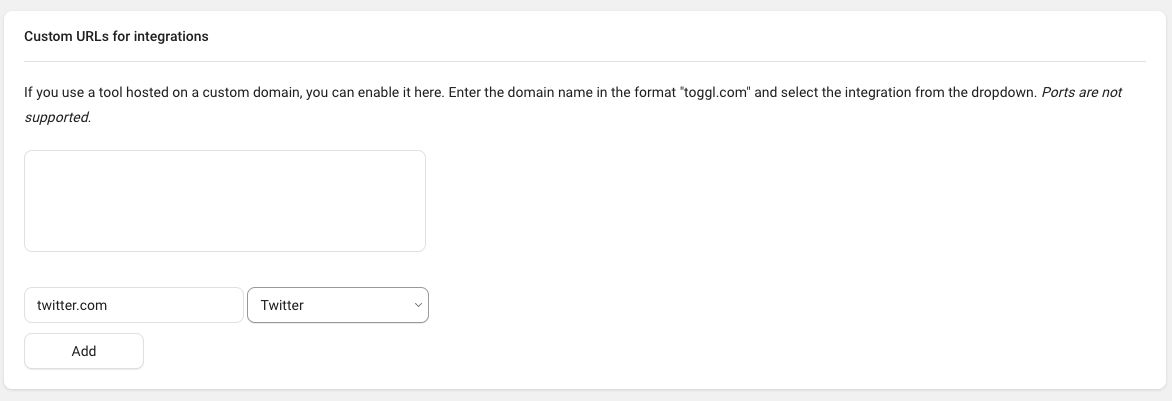 Custom URLs for integrations
If you use a tool hosted on a custom domain, you can enable it here. Enter the domain name in the format "toggl.com" and select the integration from the dropdown. Ports are not
supported.
twitter.com Twitter
Add